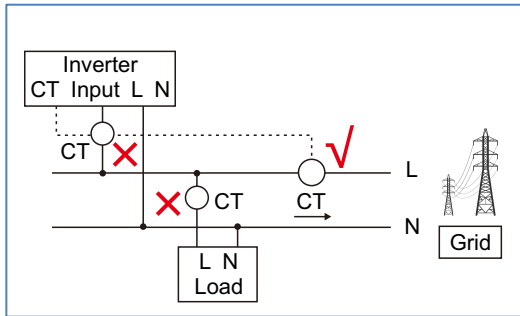 Inverter
CT Input L N
CT
L
CT
CT
N
L N
Load
Grid